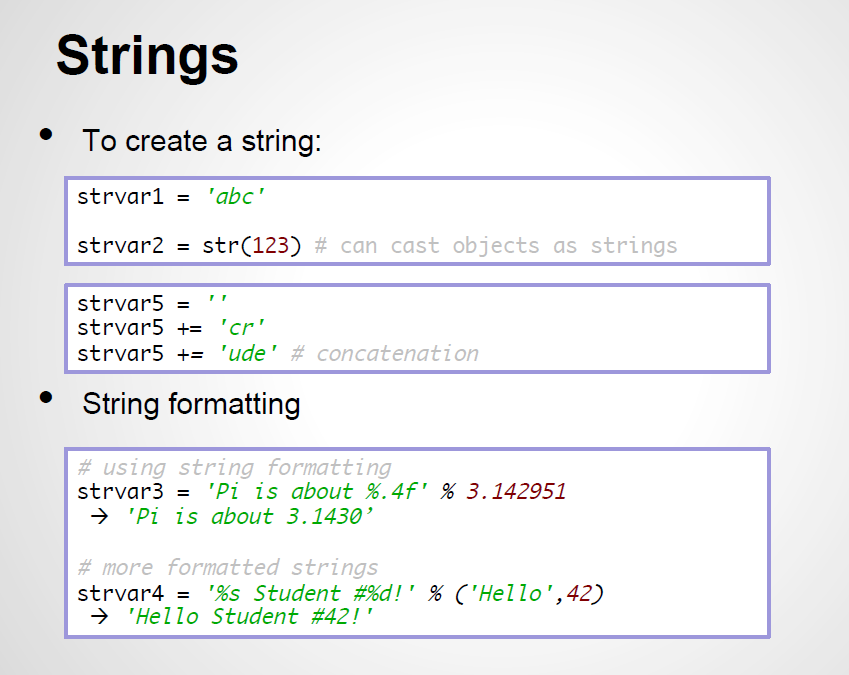 Strings
• To create a string:
strvar1 = 'abc'
strvar2 = str(123) # can cast objects as strings
strvar5 = ''
strvar5 += 'cr'
strvar5 += 'ude' # concatenation
• String formatting
# using string formatting
strvar3 = 'Pi is about %.4f' % 3.142951
→ 'Pi is about 3.1430’
# more formatted strings
strvar4 = '%s Student #%d!' % ('Hello',42)
→ 'Hello Student #42!'